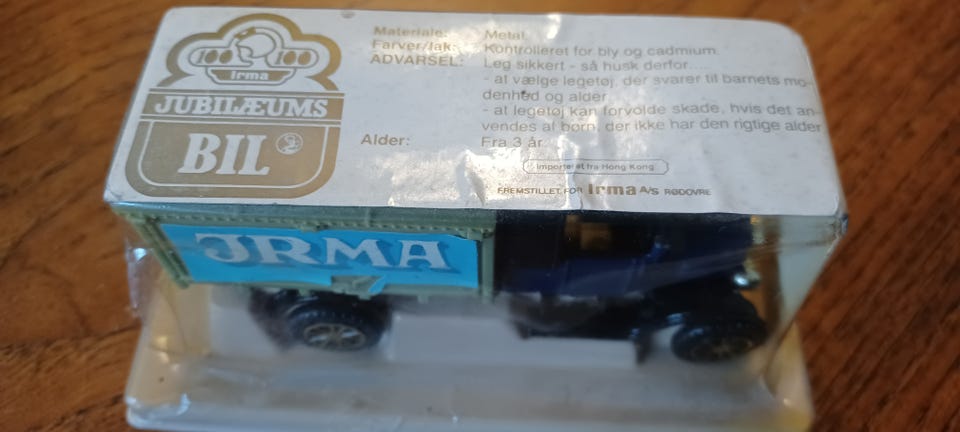 100 100
Irma
JUBILÆUMS
BIL
Materiale: Metal
Farver/lak: Kontrolleret for bly og cadmium.
ADVARSEL: Leg sikkert - så husk derfor.....
- at vælge legetøj, der svarer til barnets mo-
denhed og alder
- at legetøj kan forvolde skade, hvis det an-
vendes af børn, der ikke har den rigtige alder
Alder: Fra 3 år
Importeret fra Hong Kong
FREMSTILLET FOR Irma A/S RØDOVRE
IRMA